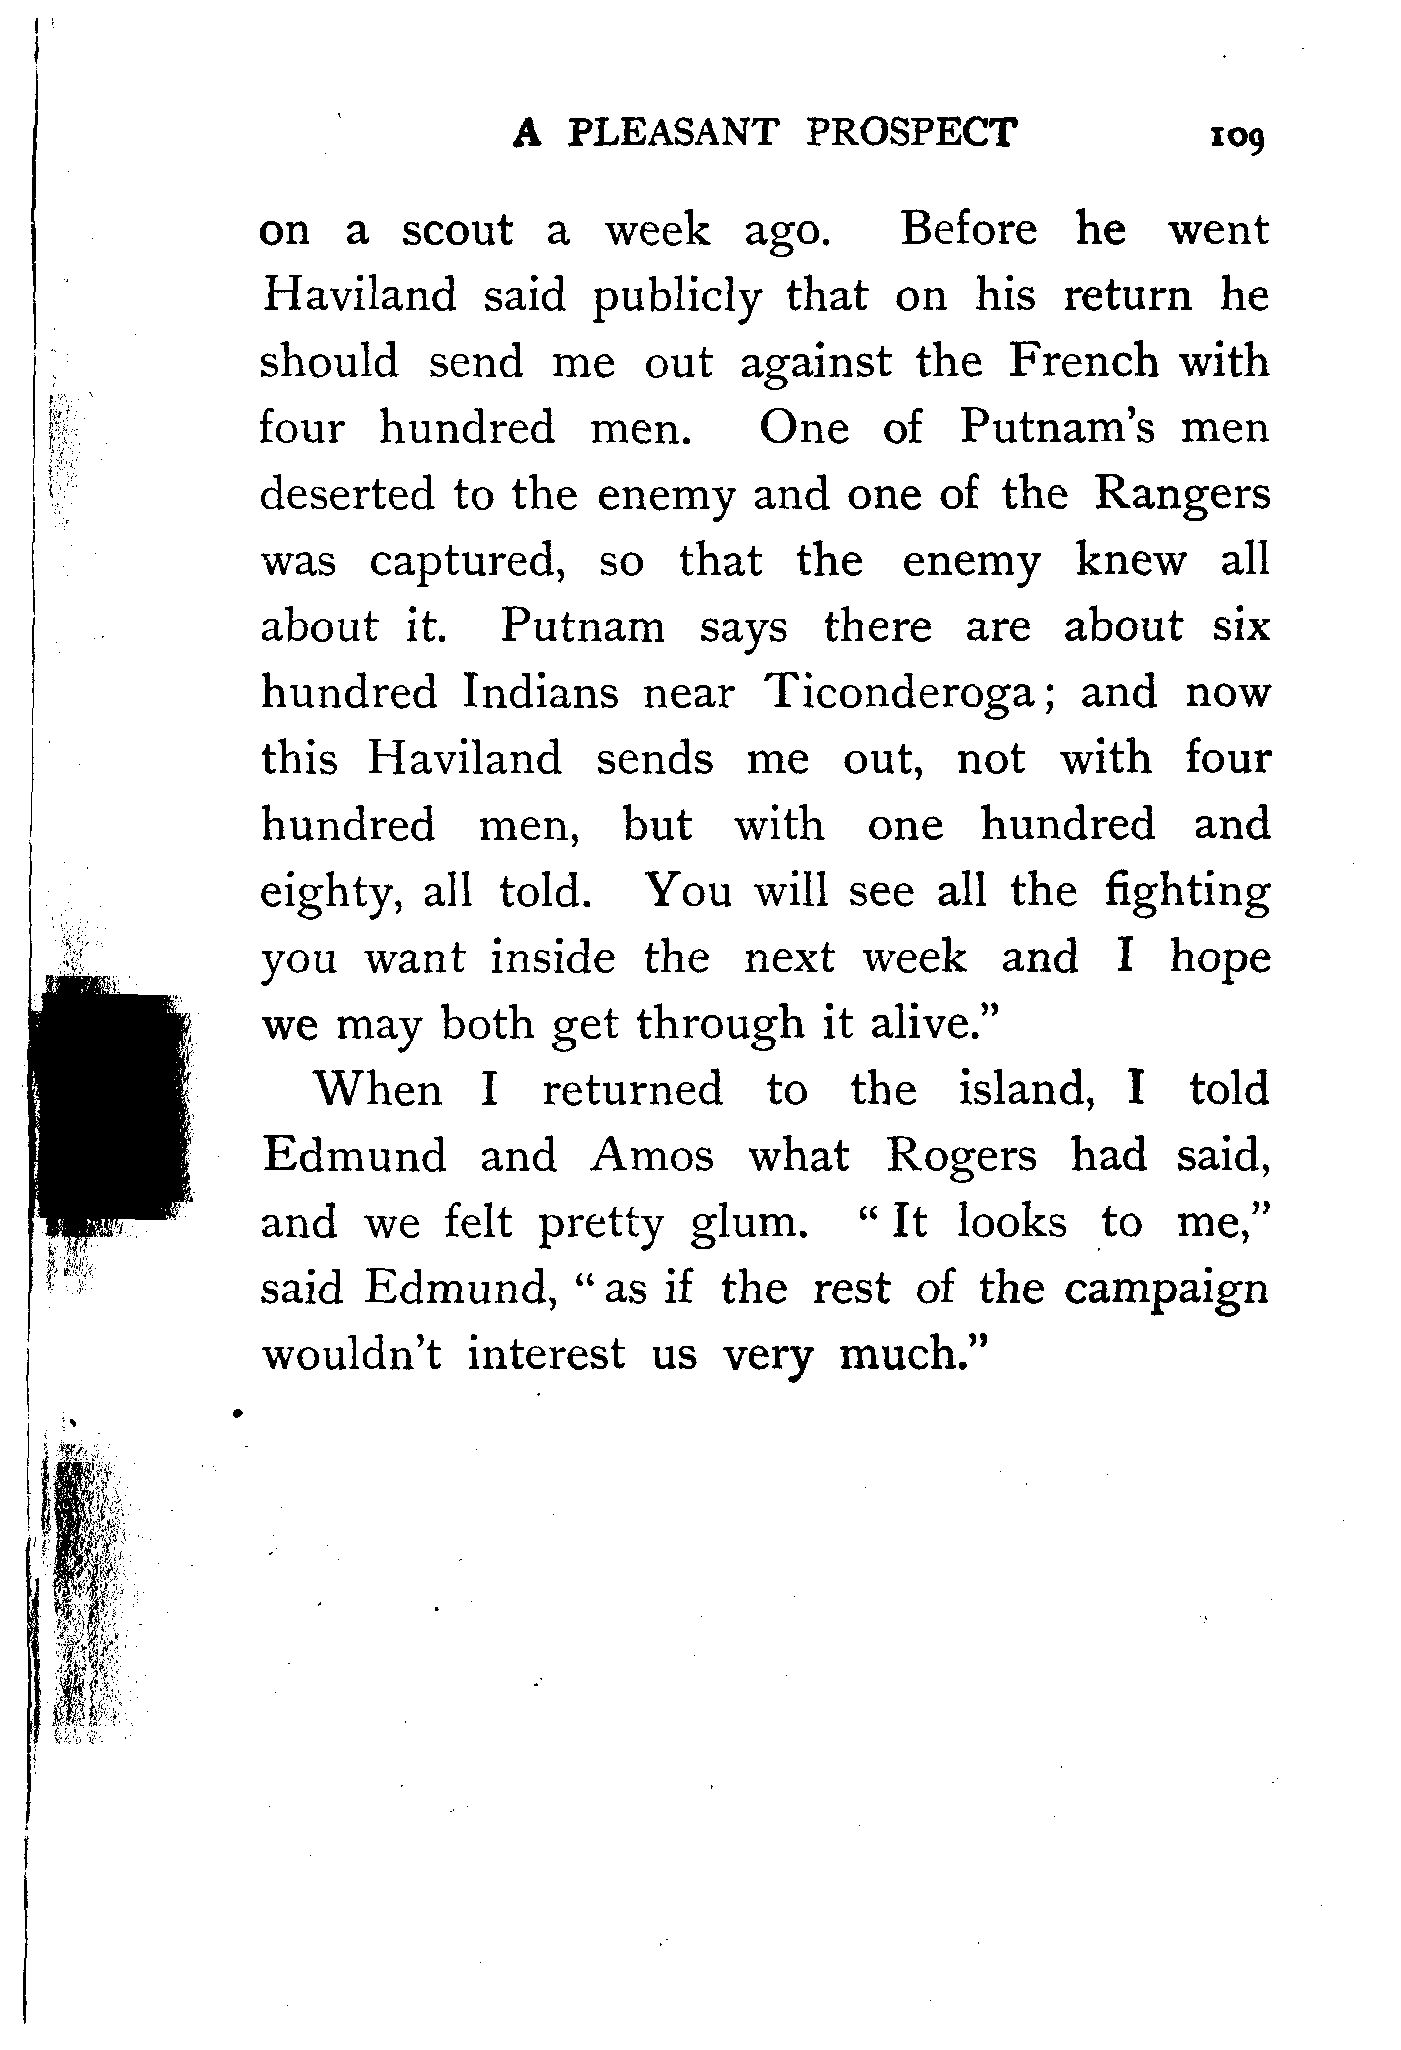 A PLEASANT PROSPECT 109
on a scout a week ago. Before he went
Haviland said publicly that on his return he
should send me out against the French with
four hundred men. One of Putnam's men
deserted to the enemy and one of the Rangers
was captured, so that the enemy knew all
about it. Putnam says there are about six
hundred Indians near Ticonderoga; and now
this Haviland sends me out, not with four
hundred men, but with one hundred and
eighty, all told. You will see all the fighting
you want inside the next week and I hope
we may both get through it alive.”
When I returned to the island, I told
Edmund and Amos what Rogers had said,
and we felt pretty glum. “ It looks to me,”
said Edmund, “ as if the rest of the campaign
wouldn't interest us very much.”